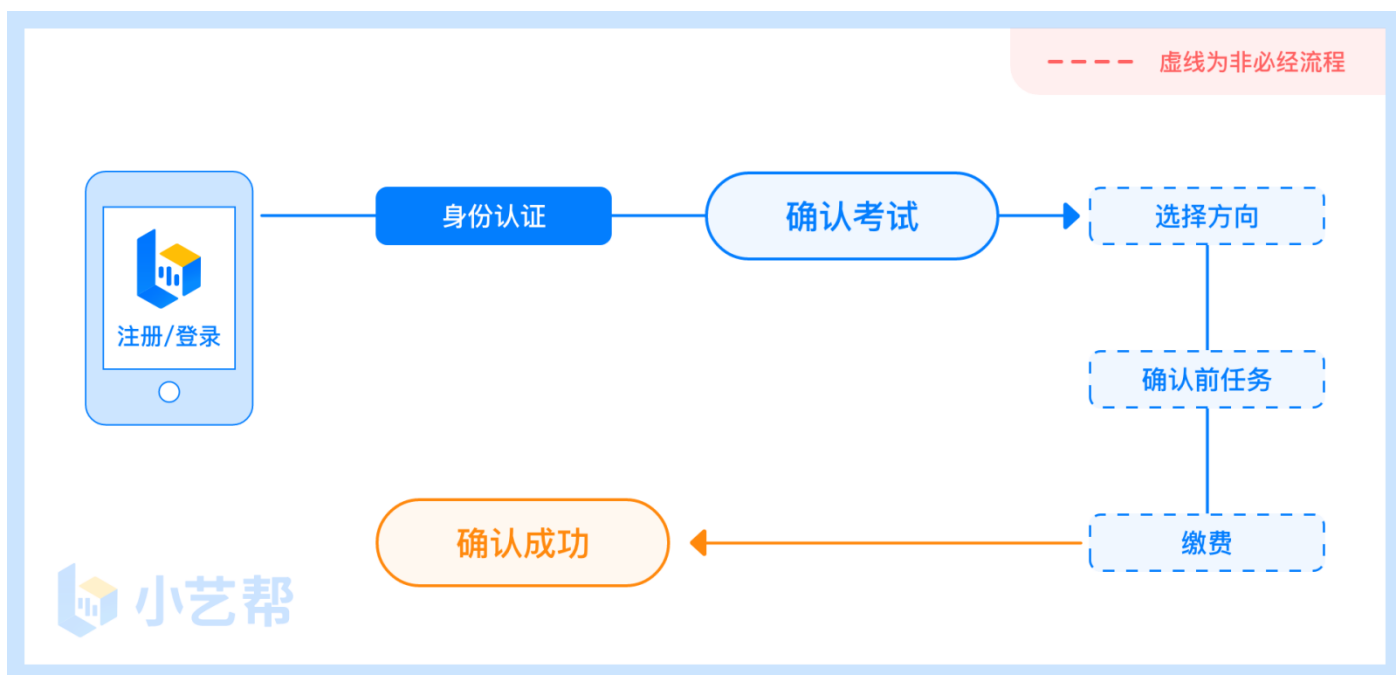 虚线为非必经流程
注册/登录
身份认证
确认考试
选择方向
确认前任务
缴费
确认成功
小艺帮